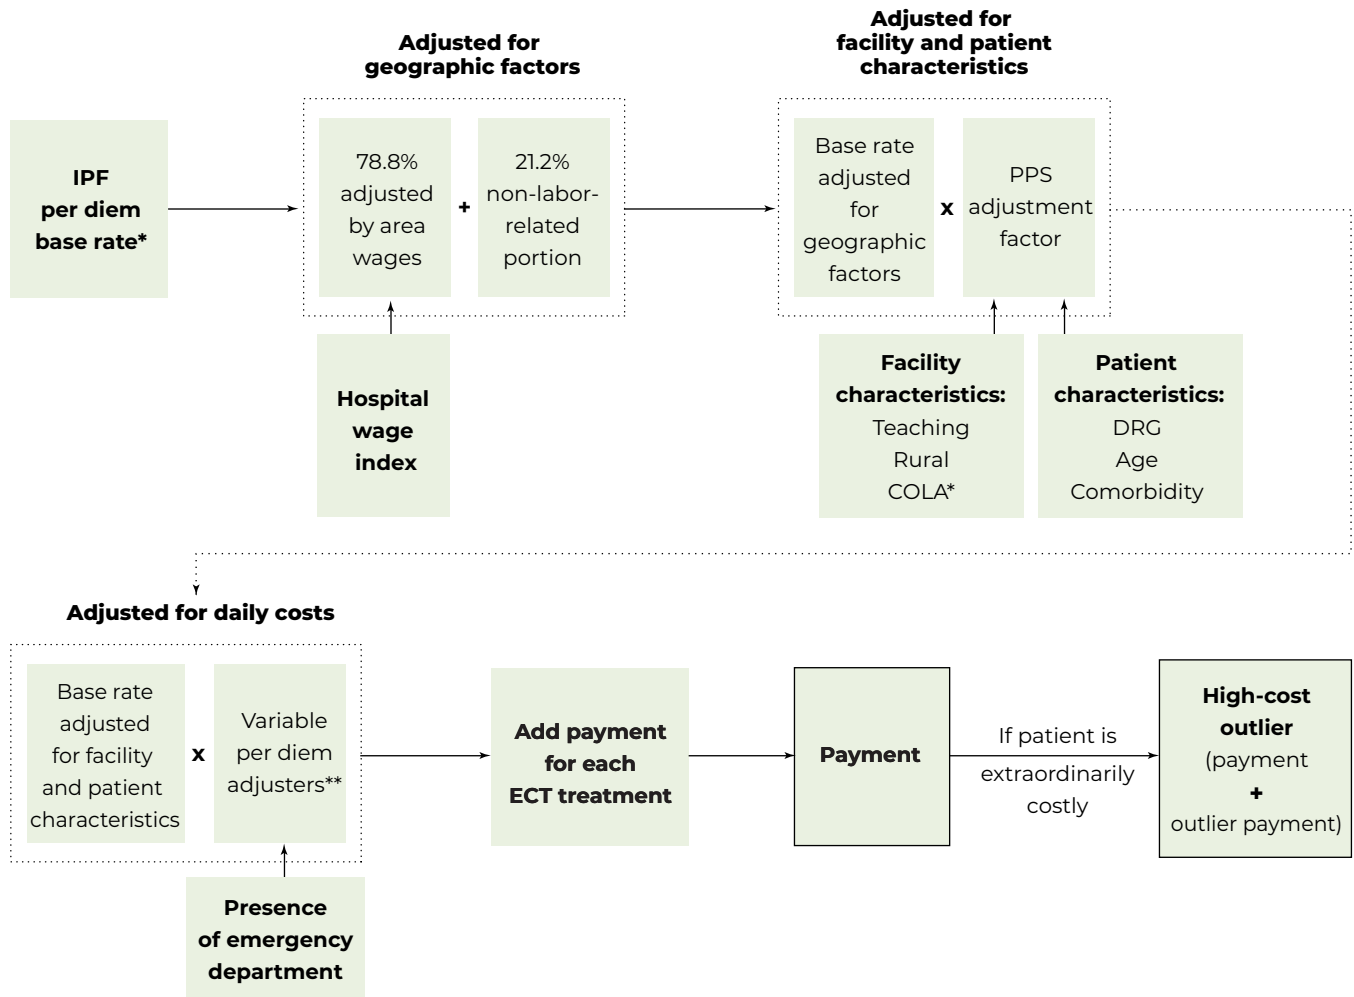 Adjusted for
geographic factors
Adjusted for
facility and patient
characteristics
IPF
per diem
base rate*
78.8%
adjusted
by area
wages
+
21.2%
non-labor-
related
portion
Base rate
adjusted
for
geographic
factors
x
PPS
adjustment
factor
Hospital
wage
index
Facility
characteristics:
Teaching
Rural
COLA*
Patient
characteristics:
DRG
Age
Comorbidity
Adjusted for daily costs
Base rate
adjusted
for facility
and patient
characteristics
x
Variable
per diem
adjusters**
Presence
of emergency
department
Add payment
for each
ECT treatment
Payment
If patient is
extraordinarily
costly
High-cost
outlier
(payment
+
outlier payment)